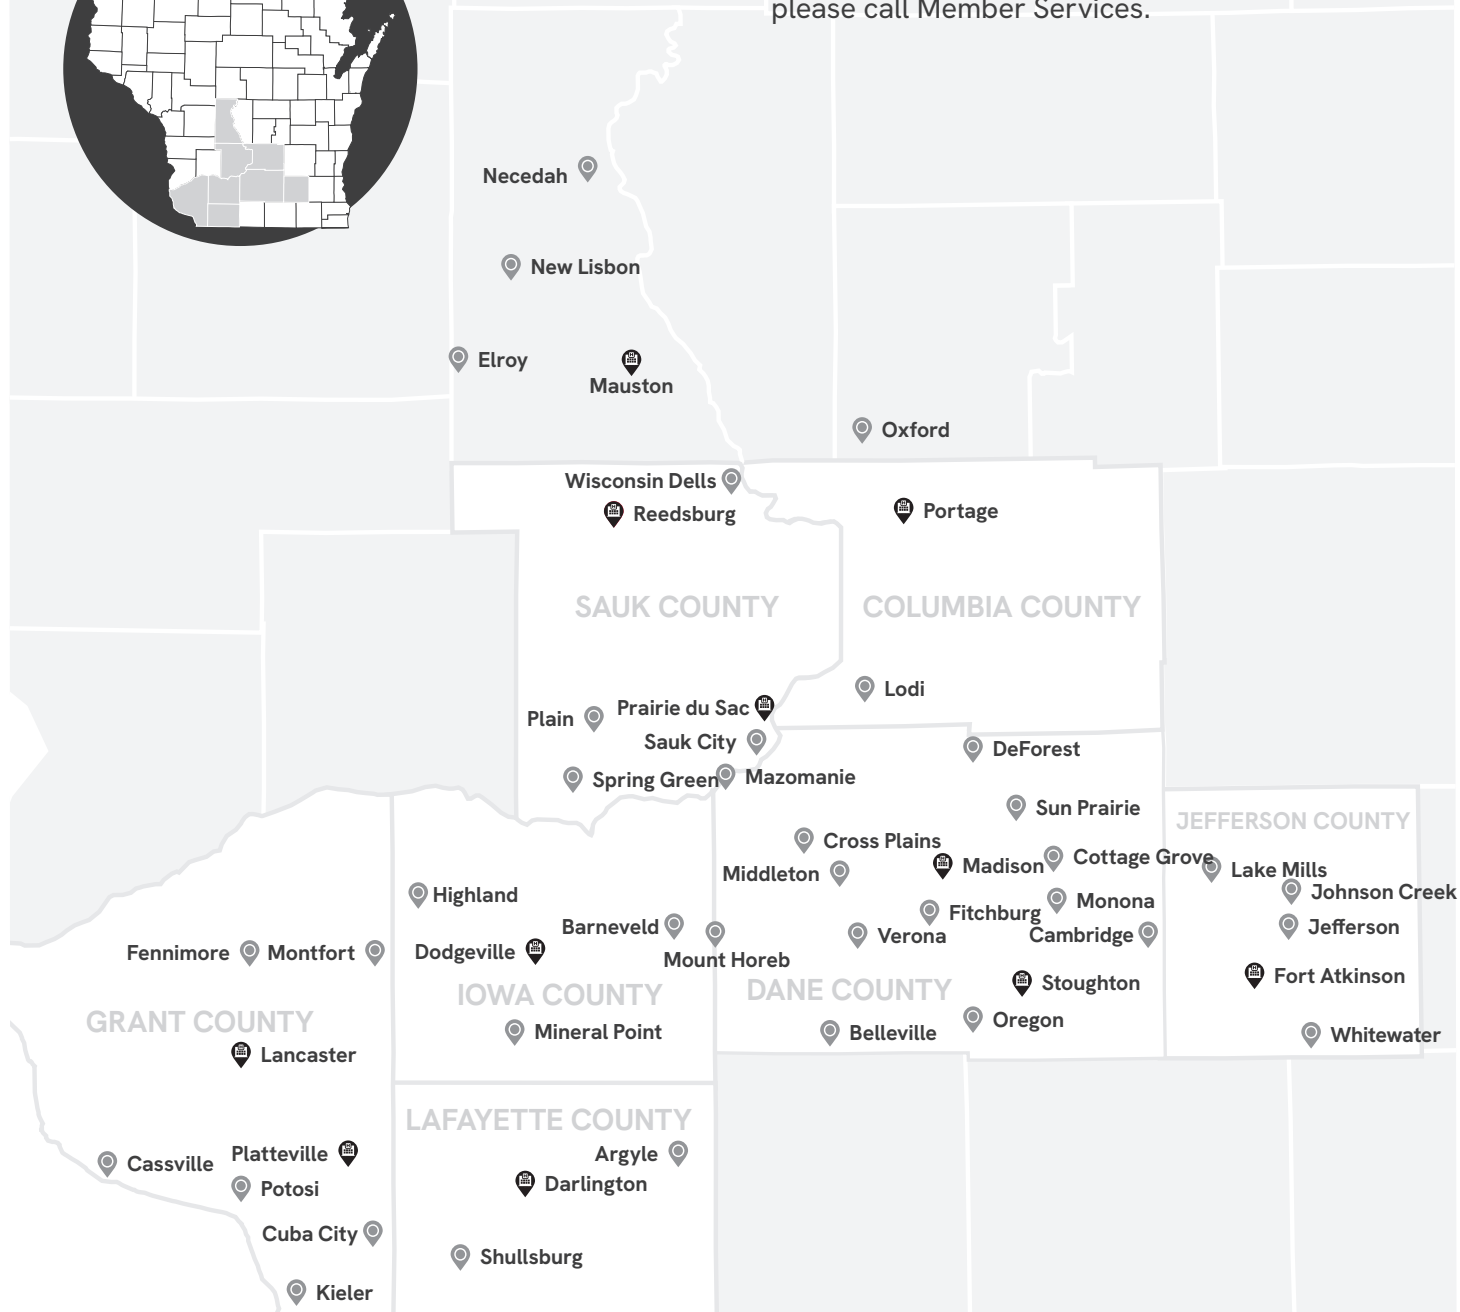 please call Member Services.
Necedah
New Lisbon
Elroy
Mauston
Oxford
Wisconsin Dells
Reedsburg
Portage
SAUK COUNTY
COLUMBIA COUNTY
Lodi
Prairie du Sac
Plain
Sauk City
DeForest
Spring Green
Mazomanie
Sun Prairie
JEFFERSON COUNTY
Cross Plains
Cottage Grove
Madison
Lake Mills
Middleton
Johnson Creek
Highland
Monona
Fitchburg
Barneveld
Jefferson
Verona
Cambridge
Fennimore
Montfort
Dodgeville
Mount Horeb
Fort Atkinson
Stoughton
DANE COUNTY
IOWA COUNTY
GRANT COUNTY
Oregon
Mineral Point
Belleville
Whitewater
Lancaster
LAFAYETTE COUNTY
Platteville
Argyle
Cassville
Darlington
Potosi
Cuba City
Shullsburg
Kieler